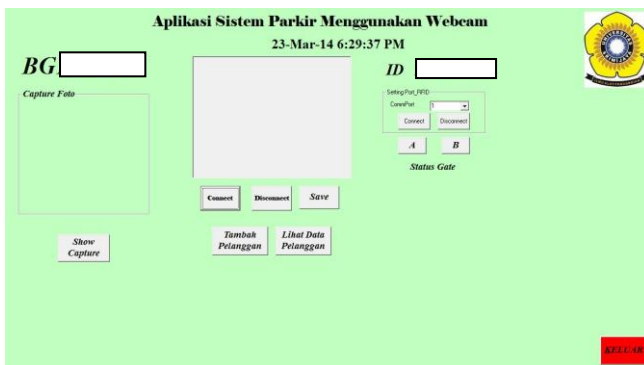 Aplikasi Sistem Parkir Menggunakan Webcam
23-Mar-14 6:29:37 PM
BG
ID
Capture Foto
Setting Port_RFID
CommPort
1
Connect
Disconnect
A
B
Status Gate
Connect
Disconnect
Save
Show
Capture
Tambah
Pelanggan
Lihat Data
Pelanggan
KELUAR